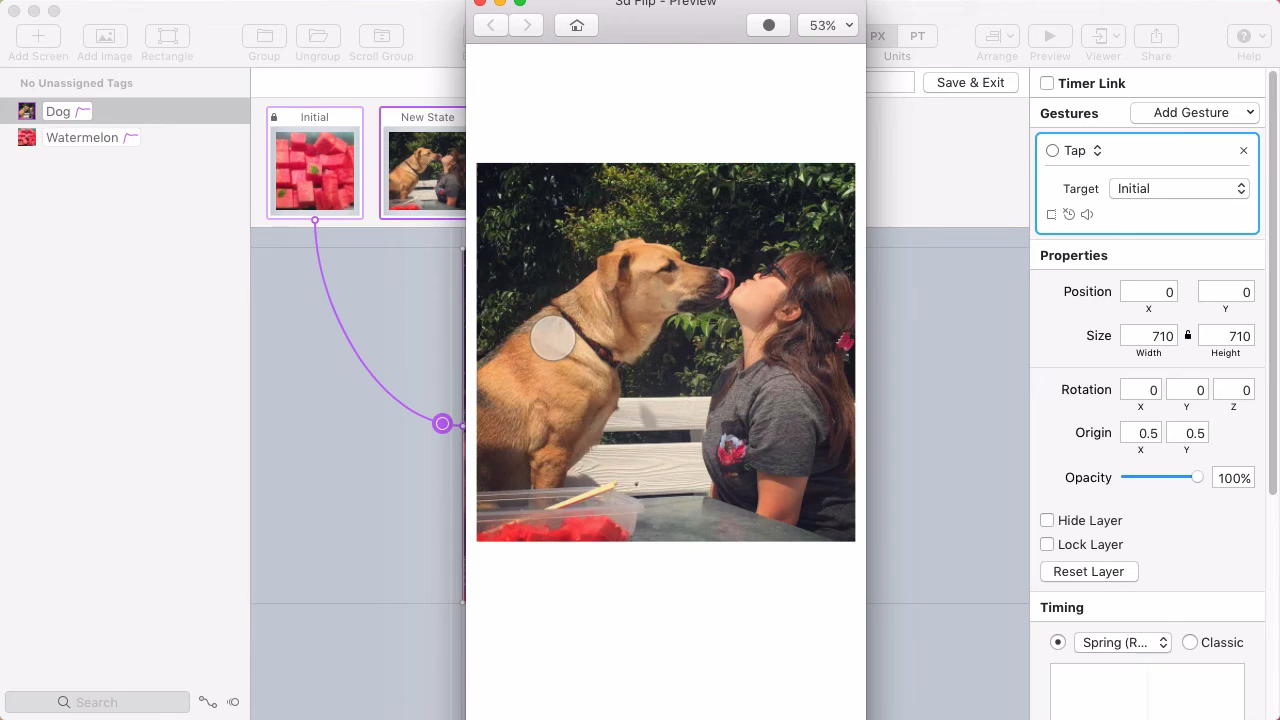 3d Flip - Preview
53%
PX
PT
Add Screen
Add Image
Rectangle
Group
Ungroup
Scroll Group
Units
Arrange
Preview
Viewer
Share
Help
No Unassigned Tags
Dog
Watermelon
Save & Exit
Initial
New State
Timer Link
Gestures
Add Gesture
Tap
Target
Initial
Properties
Position
0
0
X
Y
Size
710
710
Width
Height
Rotation
0
0
0
X
Y
Z
Origin
0.5
0.5
X
Y
Opacity
100%
Hide Layer
Lock Layer
Reset Layer
Timing
Spring (R...
Classic
Search